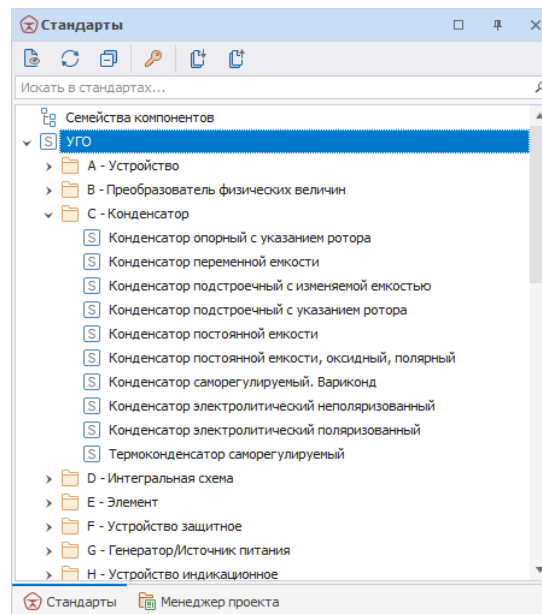 Стандарты
Искать в стандартах...
Семейства компонентов
S УГО
A - Устройство
B - Преобразователь физических величин
C - Конденсатор
S Конденсатор опорный с указанием ротора
S Конденсатор переменной емкости
S Конденсатор подстроечный с изменяемой емкостью
S Конденсатор подстроечный с указанием ротора
S Конденсатор постоянной емкости
S Конденсатор постоянной емкости, оксидный, полярный
S Конденсатор саморегулируемый. Вариконд
S Конденсатор электролитический неполяризованный
S Конденсатор электролитический поляризованный
S Термоконденсатор саморегулируемый
D - Интегральная схема
E - Элемент
F - Устройство защитное
G - Генератор/Источник питания
H - Устройство индикационное
Стандарты Менеджер проекта